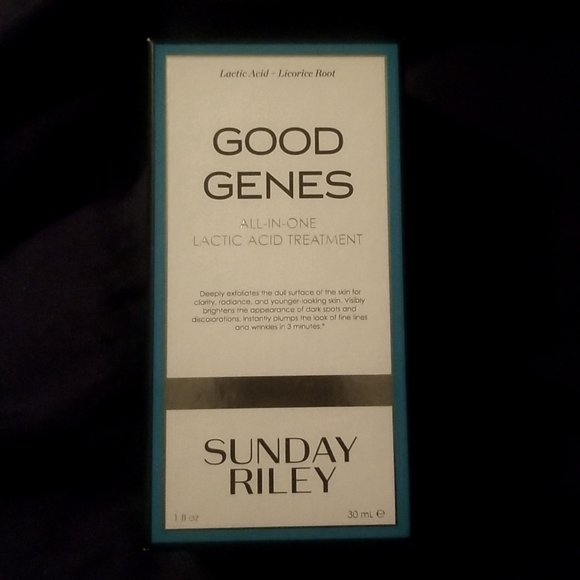 Lactic Acid + Licorice Root
GOOD
GENES
ALL-IN-ONE
LACTIC ACID TREATMENT
Deeply exfoliates the dull surface of the skin for
clarity, radiance, and younger-looking skin. Visibly
brightens the appearance of dark spots and
discolorations. Instantly plumps the look of fine lines
and wrinkles in 3 minutes.*
SUNDAY
RILEY
1 fl oz 30 mL ℮